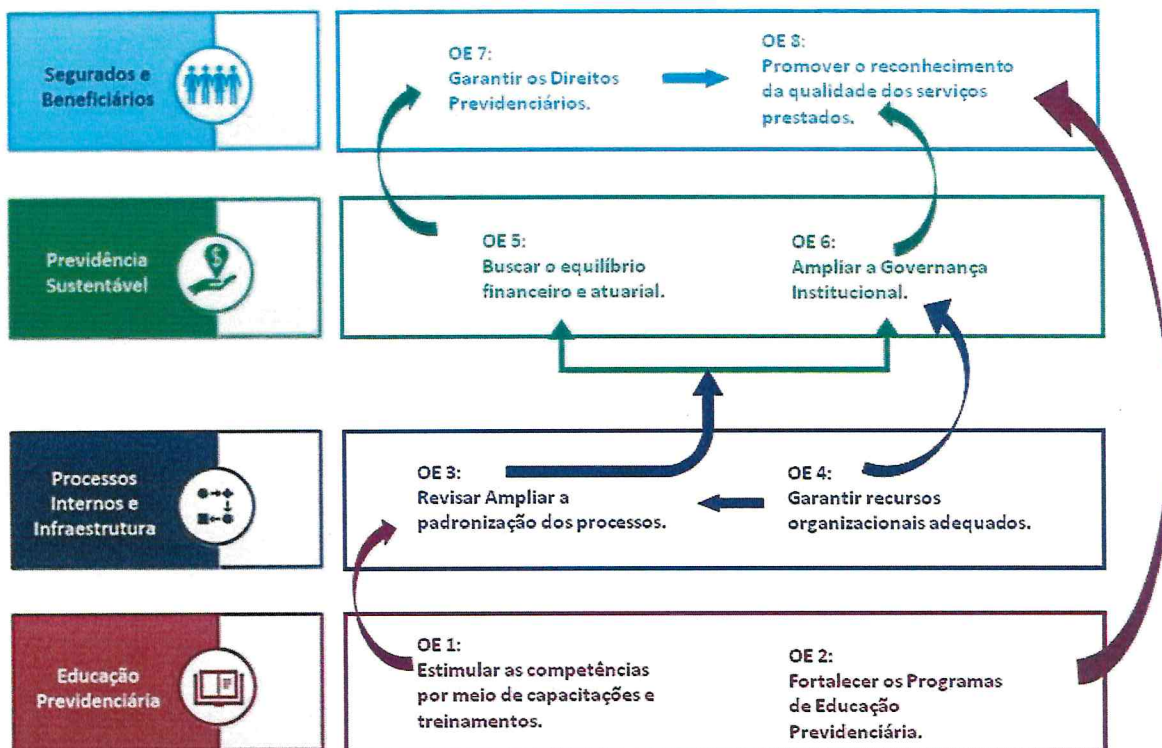 Segurados e
Beneficiários
OE 7:
Garantir os Direitos
Previdenciários.
OE 8:
Promover o reconhecimento
da qualidade dos serviços
prestados.
Previdência
Sustentável
$
OE 5:
Buscar o equilíbrio
financeiro e atuarial.
OE 6:
Ampliar a Governança
Institucional.
Processos
Internos e
Infraestrutura
OE 3:
Revisar Ampliar a
padronização dos processos.
OE 4:
Garantir recursos
organizacionais adequados.
Educação
Previdenciária
OE 1:
Estimular as competências
por meio de capacitações e
treinamentos.
OE 2:
Fortalecer os Programas
de Educação
Previdenciária.